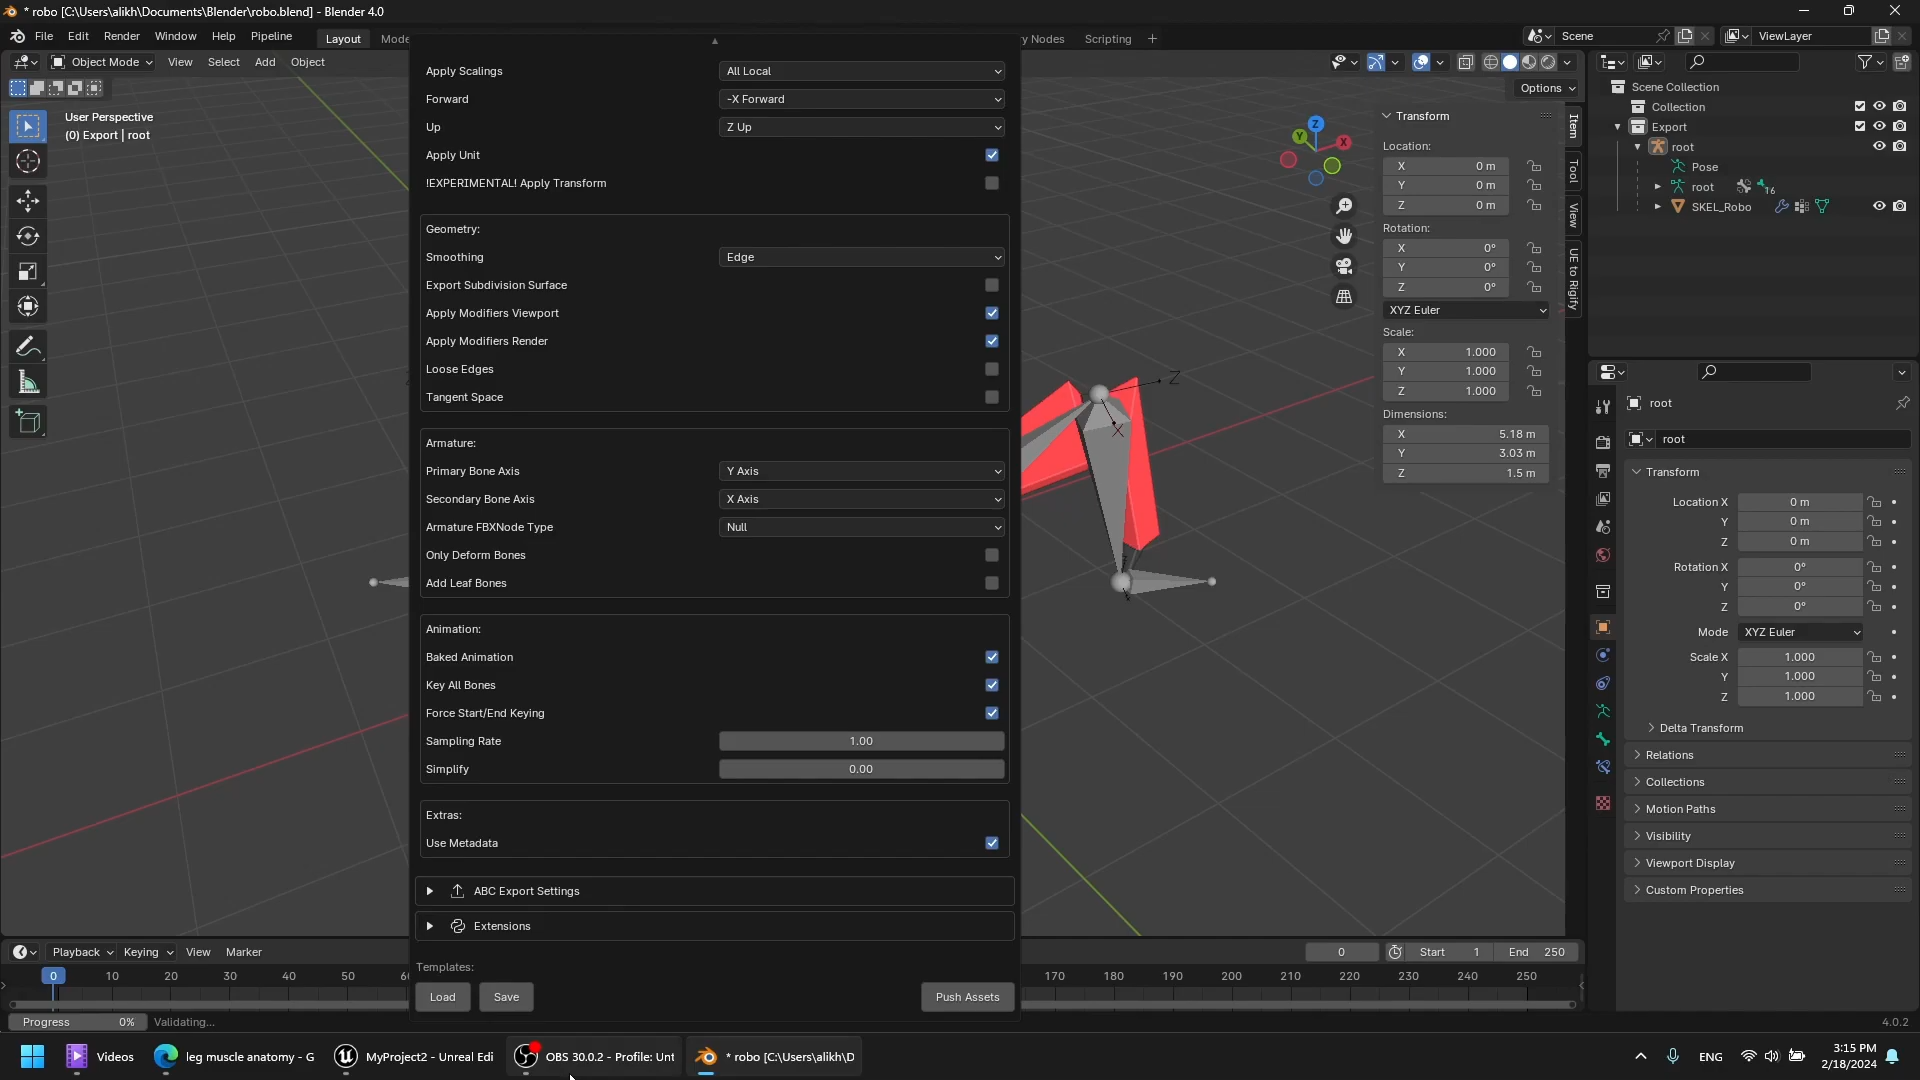 * robo [C:\Users\alikh\Documents\Blender\robo.blend] - Blender 4.0
File Edit Render Window Help Pipeline Layout Mode
y Nodes Scripting
Scene
ViewLayer
Object Mode View Select Add Object
Options
User Perspective
(0) Export | root
Apply Scalings All Local
Forward -X Forward
Up Z Up
Apply Unit
!EXPERIMENTAL! Apply Transform
Geometry:
Smoothing Edge
Export Subdivision Surface
Apply Modifiers Viewport
Apply Modifiers Render
Loose Edges
Tangent Space
Armature:
Primary Bone Axis Y Axis
Secondary Bone Axis X Axis
Armature FBXNode Type Null
Only Deform Bones
Add Leaf Bones
Animation:
Baked Animation
Key All Bones
Force Start/End Keying
Sampling Rate 1.00
Simplify 0.00
Extras:
Use Metadata
ABC Export Settings
Extensions
Templates:
Load Save Push Assets
Z
Y
X
Z
X
Transform
Location:
X 0 m
Y 0 m
Z 0 m
Rotation:
X 0°
Y 0°
Z 0°
XYZ Euler
Scale:
X 1.000
Y 1.000
Z 1.000
Dimensions:
X 5.18 m
Y 3.03 m
Z 1.5 m
Item
Tool
View
UE to Rigify
Scene Collection
Collection
Export
root
Pose
root 16
SKEL_Robo
root
root
Transform
Location X 0 m
Y 0 m
Z 0 m
Rotation X 0°
Y 0°
Z 0°
Mode XYZ Euler
Scale X 1.000
Y 1.000
Z 1.000
Delta Transform
Relations
Collections
Motion Paths
Visibility
Viewport Display
Custom Properties
Playback Keying View Marker
0 Start 1 End 250
0 10 20 30 40 50 6
170 180 190 200 210 220 230 240 250
Progress 0% Validating...
4.0.2
Videos
leg muscle anatomy - G
MyProject2 - Unreal Edi
OBS 30.0.2 - Profile: Unt
* robo [C:\Users\alikh\D
ENG
3:15 PM
2/18/2024